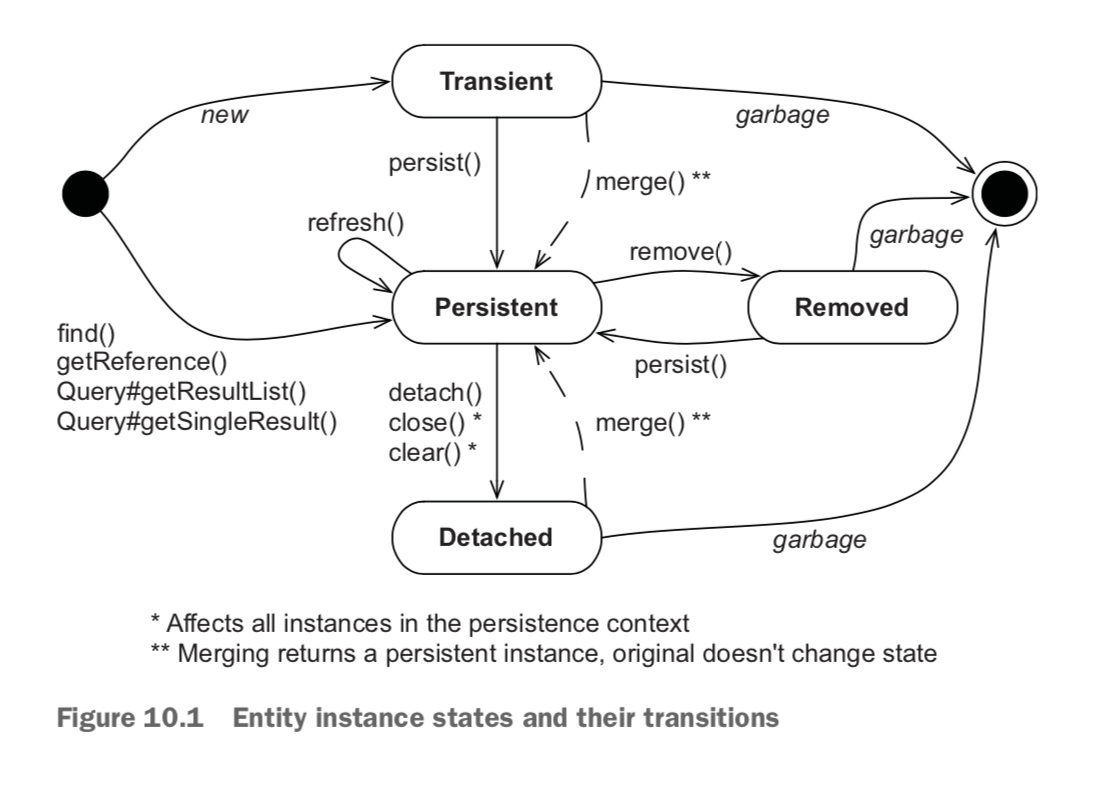 Transient
new
garbage
persist()
merge() **
refresh()
remove()
garbage
Persistent
Removed
find()
getReference()
Query#getResultList()
Query#getSingleResult()
persist()
detach()
close() *
clear() *
merge() **
Detached
garbage
* Affects all instances in the persistence context
** Merging returns a persistent instance, original doesn't change state
Figure 10.1 Entity instance states and their transitions